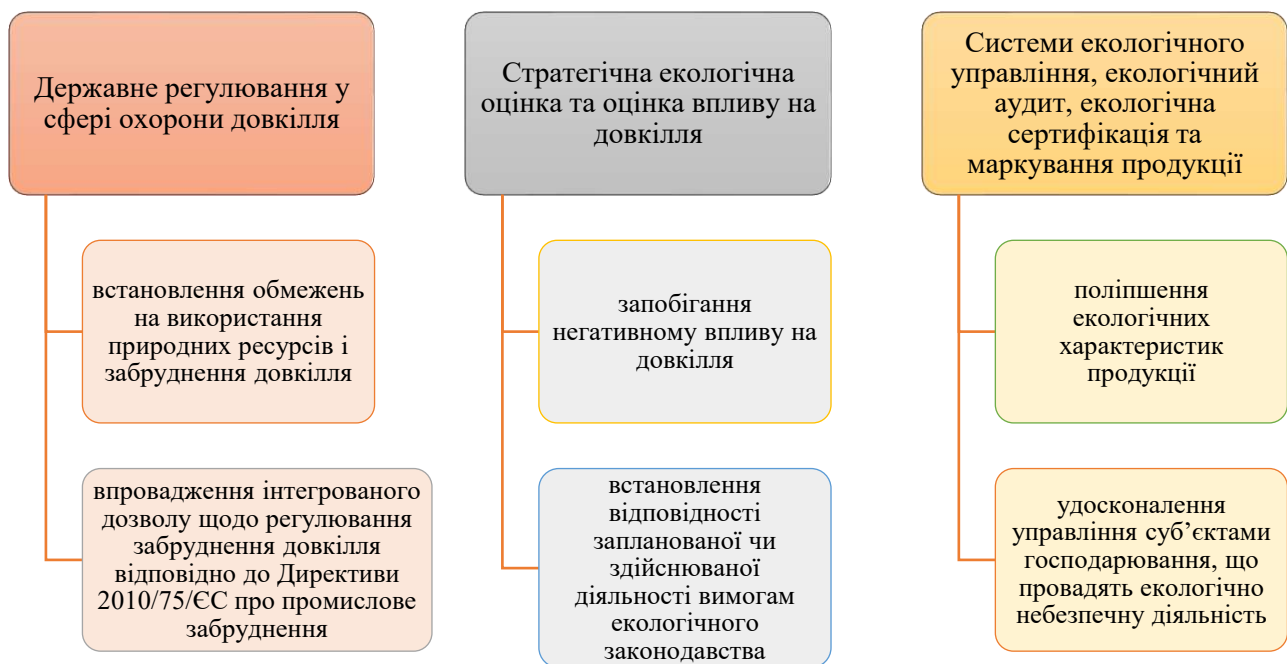 Державне регулювання у
сфері охорони довкілля
встановлення обмежень
на використання
природних ресурсів і
забруднення довкілля
впровадження інтегрованого
дозволу щодо регулювання
забруднення довкілля
відповідно до Директиви
2010/75/ЄС про промислове
забруднення
Стратегічна екологічна
оцінка та оцінка впливу на
довкілля
запобігання
негативному впливу на
довкілля
встановлення
відповідності
запланованої чи
здійснюваної
діяльності вимогам
екологічного
законодавства
Системи екологічного
управління, екологічний
аудит, екологічна
сертифікація та
маркування продукції
поліпшення
екологічних
характеристик
продукції
удосконалення
управління суб’єктами
господарювання, що
провадять екологічно
небезпечну діяльність